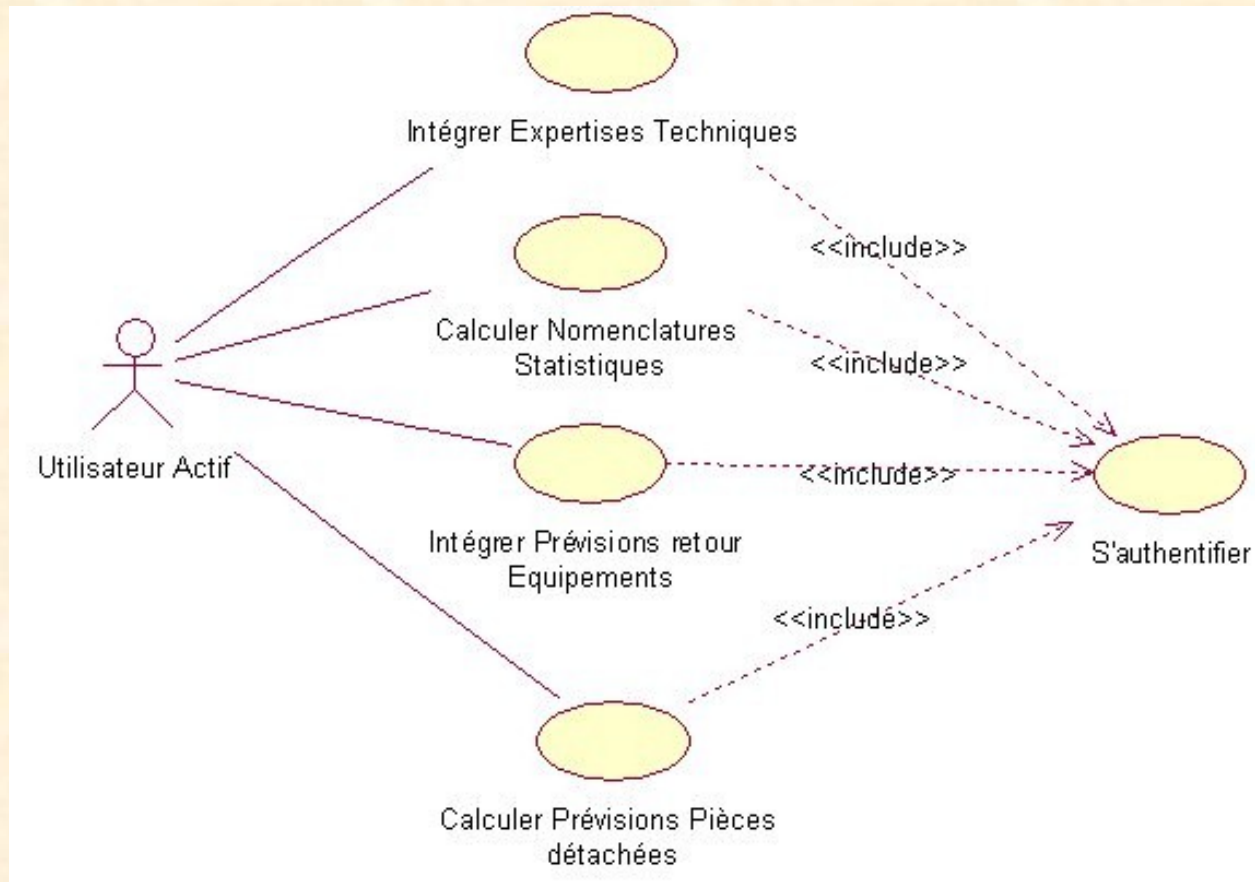 Intégrer Expertises Techniques
<<include>>
Calculer Nomenclatures
Statistiques
<<include>>
Utilisateur Actif
<<include>>
Intégrer Prévisions retour
Equipements
S'authentifier
<<include>>
Calculer Prévisions Pièces
détachées